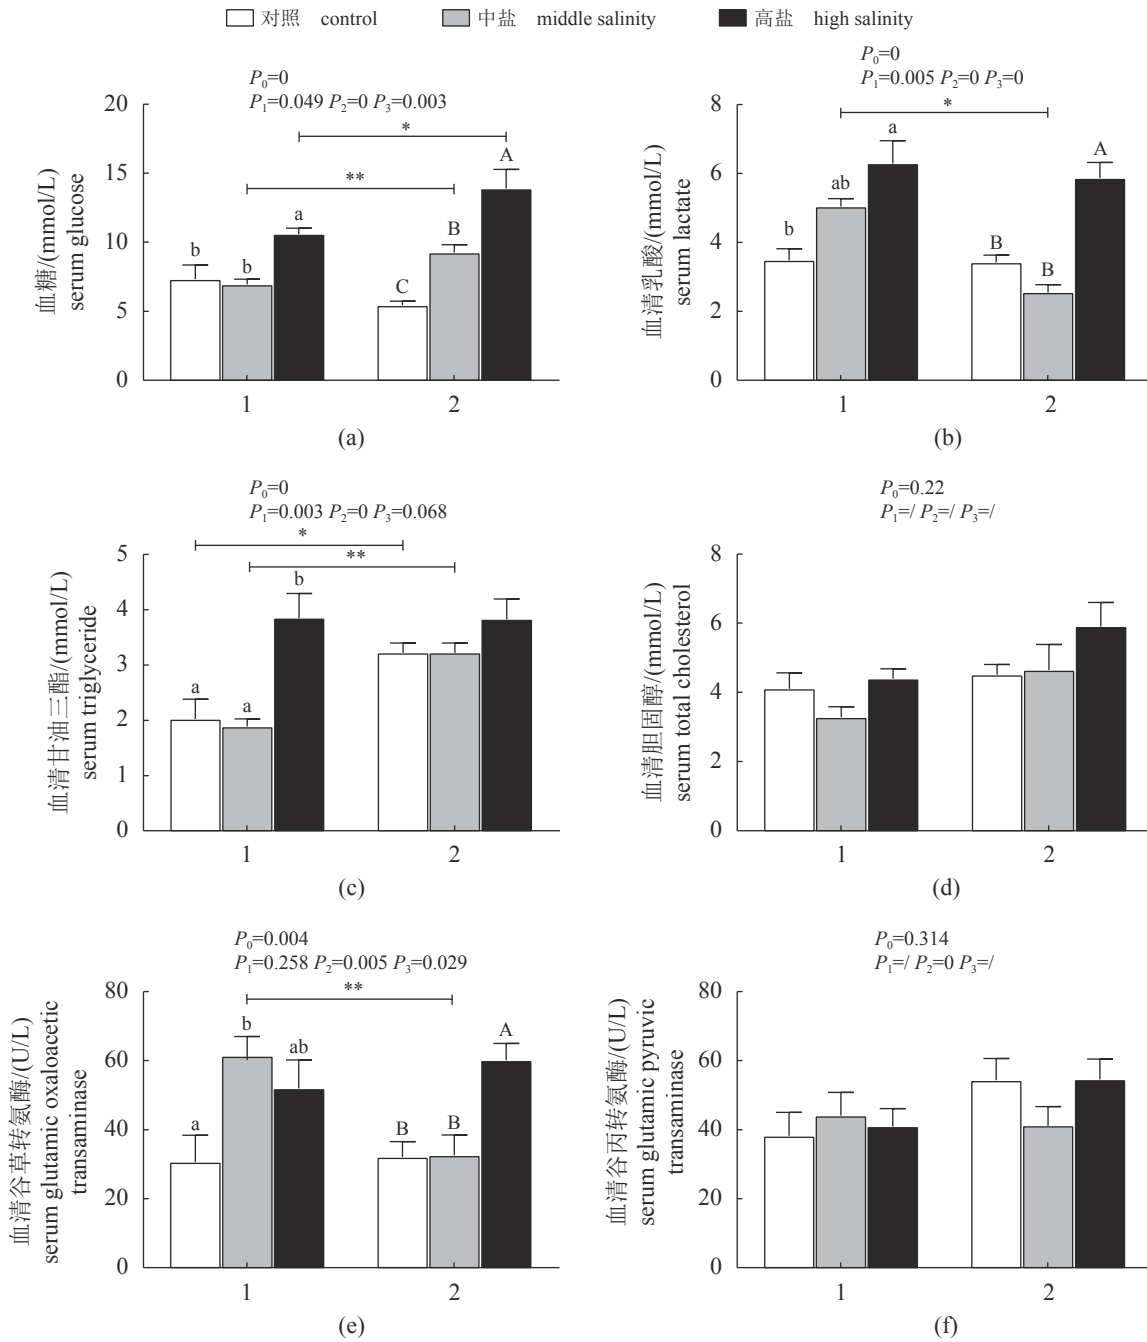 对照 control 中盐 middle salinity 高盐 high salinity
P0=0
P1=0.049 P2=0 P3=0.003
血糖/(mmol/L)
serum glucose
20
15
10
5
0
*
**
b
b
a
C
B
A
1
2
(a)
P0=0
P1=0.005 P2=0 P3=0
血清乳酸/(mmol/L)
serum lactate
8
6
4
2
0
*
b
ab
a
B
B
A
1
2
(b)
P0=0
P1=0.003 P2=0 P3=0.068
血清甘油三酯/(mmol/L)
serum triglyceride
5
4
3
2
1
0
*
**
a
a
b
1
2
(c)
P0=0.22
P1=/ P2=/ P3=/
血清胆固醇/(mmol/L)
serum total cholesterol
8
6
4
2
0
1
2
(d)
P0=0.004
P1=0.258 P2=0.005 P3=0.029
血清谷草转氨酶/(U/L)
serum glutamic oxaloacetic
transaminase
80
60
40
20
0
**
a
b
ab
B
B
A
1
2
(e)
P0=0.314
P1=/ P2=0 P3=/
血清谷丙转氨酶/(U/L)
serum glutamic pyruvic
transaminase
80
60
40
20
0
1
2
(f)